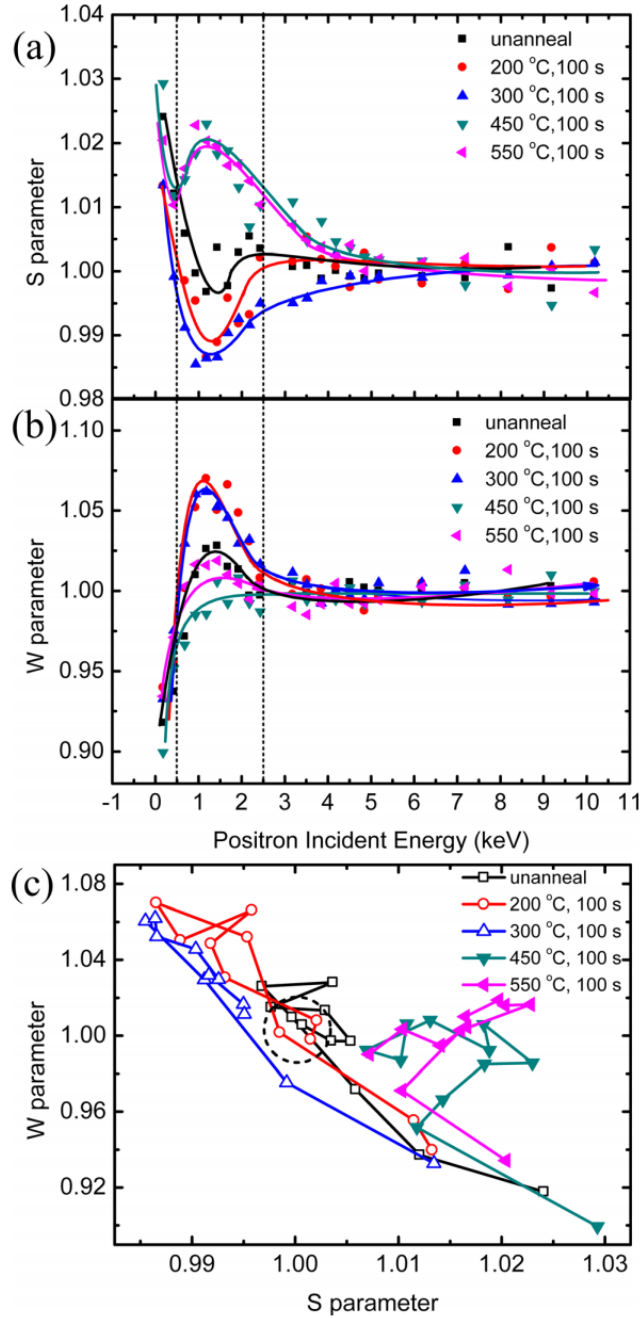 (a)
1.04
1.03
1.02
1.01
1.00
0.99
0.98
S parameter
unanneal
200 °C,100 s
300 °C,100 s
450 °C,100 s
550 °C,100 s
(b)
1.10
1.05
1.00
0.95
0.90
W parameter
unanneal
200 °C,100 s
300 °C,100 s
450 °C,100 s
550 °C,100 s
-1 0 1 2 3 4 5 6 7 8 9 10 11
Positron Incident Energy (keV)
(c)
1.08
1.04
1.00
0.96
0.92
W parameter
unanneal
200 °C, 100 s
300 °C, 100 s
450 °C, 100 s
550 °C, 100 s
0.99 1.00 1.01 1.02 1.03
S parameter